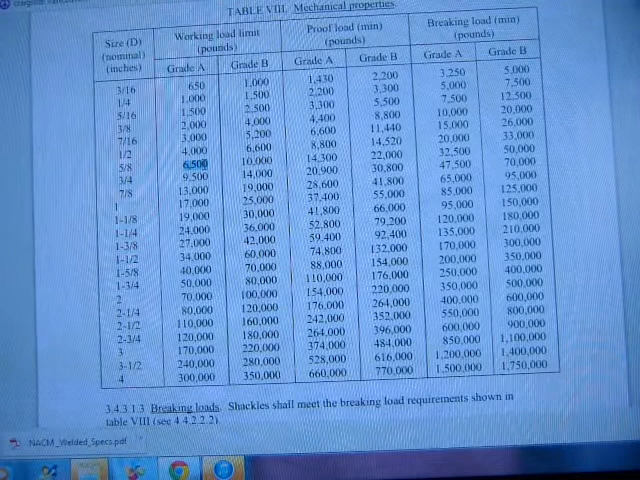 TABLE VIII. Mechanical properties.
Size (D) (nominal) (inches) Working load limit (pounds) Proof load (min) (pounds) Breaking load (min) (pounds)
Grade A Grade B Grade A Grade B Grade A Grade B
3/16 650 1,000 1,430 2,200 3,250 5,000
1/4 1,000 1,500 2,200 3,300 5,000 7,500
5/16 1,500 2,500 3,300 5,500 7,500 12,500
3/8 2,000 4,000 4,400 8,800 10,000 20,000
7/16 3,000 5,200 6,600 11,440 15,000 26,000
1/2 4,000 6,600 8,800 14,520 20,000 33,000
5/8 6,500 10,000 14,300 22,000 32,500 50,000
3/4 9,500 14,000 20,900 30,800 47,500 70,000
7/8 13,000 19,000 28,600 41,800 65,000 95,000
1 17,000 25,000 37,400 55,000 85,000 125,000
1-1/8 19,000 30,000 41,800 66,000 95,000 150,000
1-1/4 24,000 36,000 52,800 79,200 120,000 180,000
1-3/8 27,000 42,000 59,400 92,400 135,000 210,000
1-1/2 34,000 60,000 74,800 132,000 170,000 300,000
1-5/8 40,000 70,000 88,000 154,000 200,000 350,000
1-3/4 50,000 80,000 110,000 176,000 250,000 400,000
2 70,000 100,000 154,000 220,000 350,000 500,000
2-1/4 80,000 120,000 176,000 264,000 400,000 600,000
2-1/2 110,000 160,000 242,000 352,000 550,000 800,000
2-3/4 120,000 180,000 264,000 396,000 600,000 900,000
3 170,000 220,000 374,000 484,000 850,000 1,100,000
3-1/2 240,000 280,000 528,000 616,000 1,200,000 1,400,000
4 300,000 350,000 660,000 770,000 1,500,000 1,750,000
3.4.3.1.3 Breaking loads. Shackles shall meet the breaking load requirements shown in
table VIII (see 4.4.2.2.2).
NACM_Welded_Specs.pdf